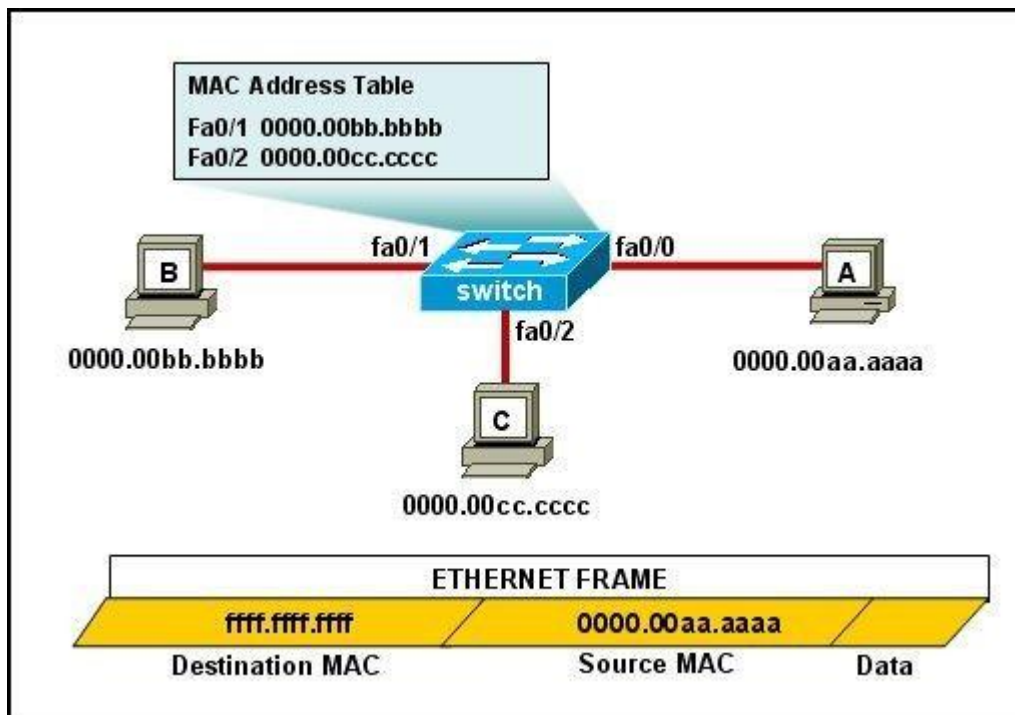 MAC Address Table
Fa0/1 0000.00bb.bbbb
Fa0/2 0000.00cc.cccc
fa0/1
fa0/0
B
A
switch
fa0/2
0000.00bb.bbbb
0000.00aa.aaaa
C
0000.00cc.cccc
ETHERNET FRAME
ffff.ffff.ffff
0000.00aa.aaaa
Destination MAC
Source MAC
Data